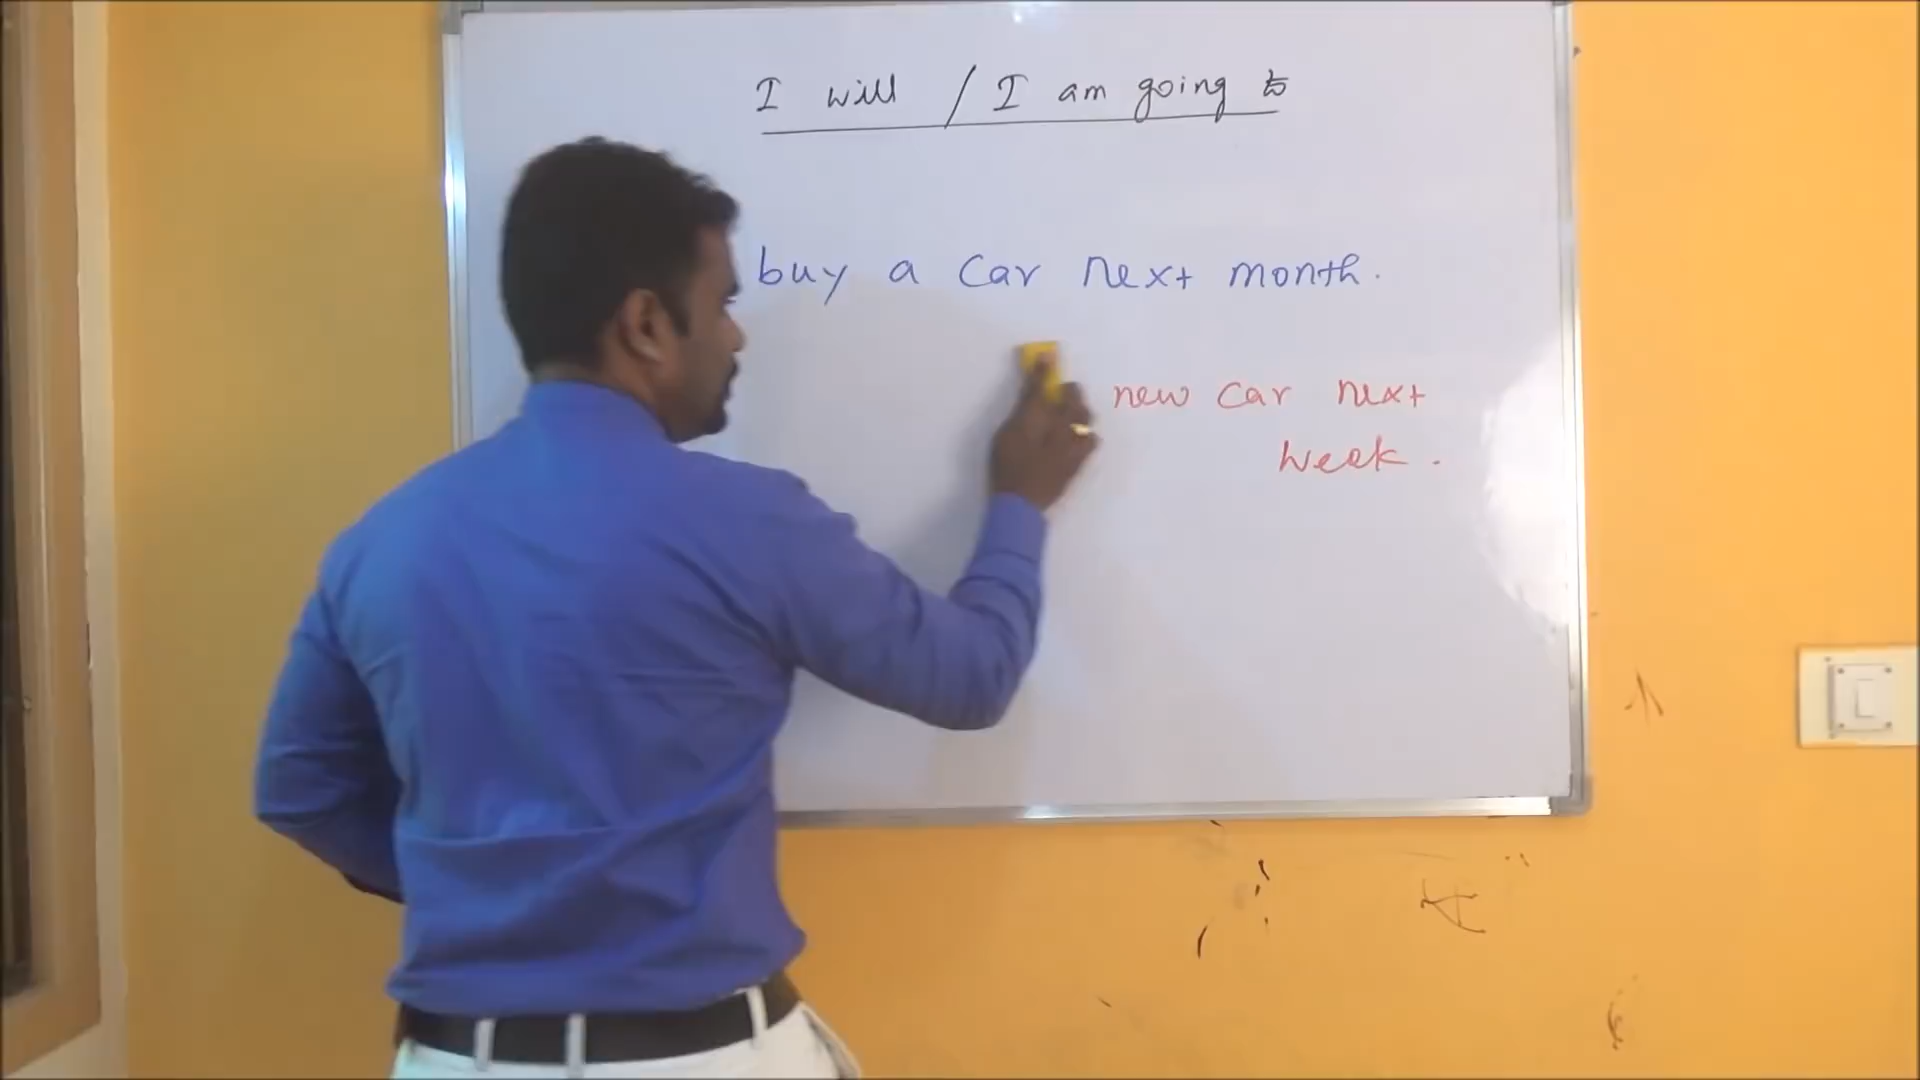 I will / I am going to
buy a car next month.
new car next
week.